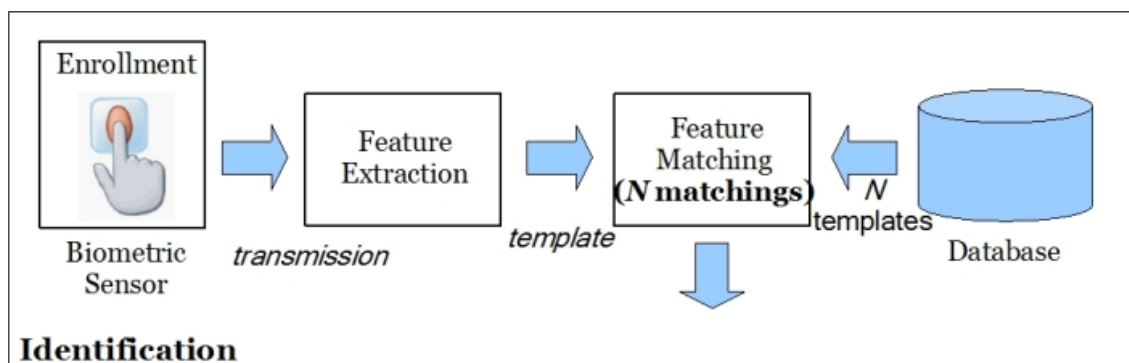 Enrollment
Biometric
Sensor
transmission
Feature
Extraction
template
Feature
Matching
(N matchings)
N
templates
Database
Identification